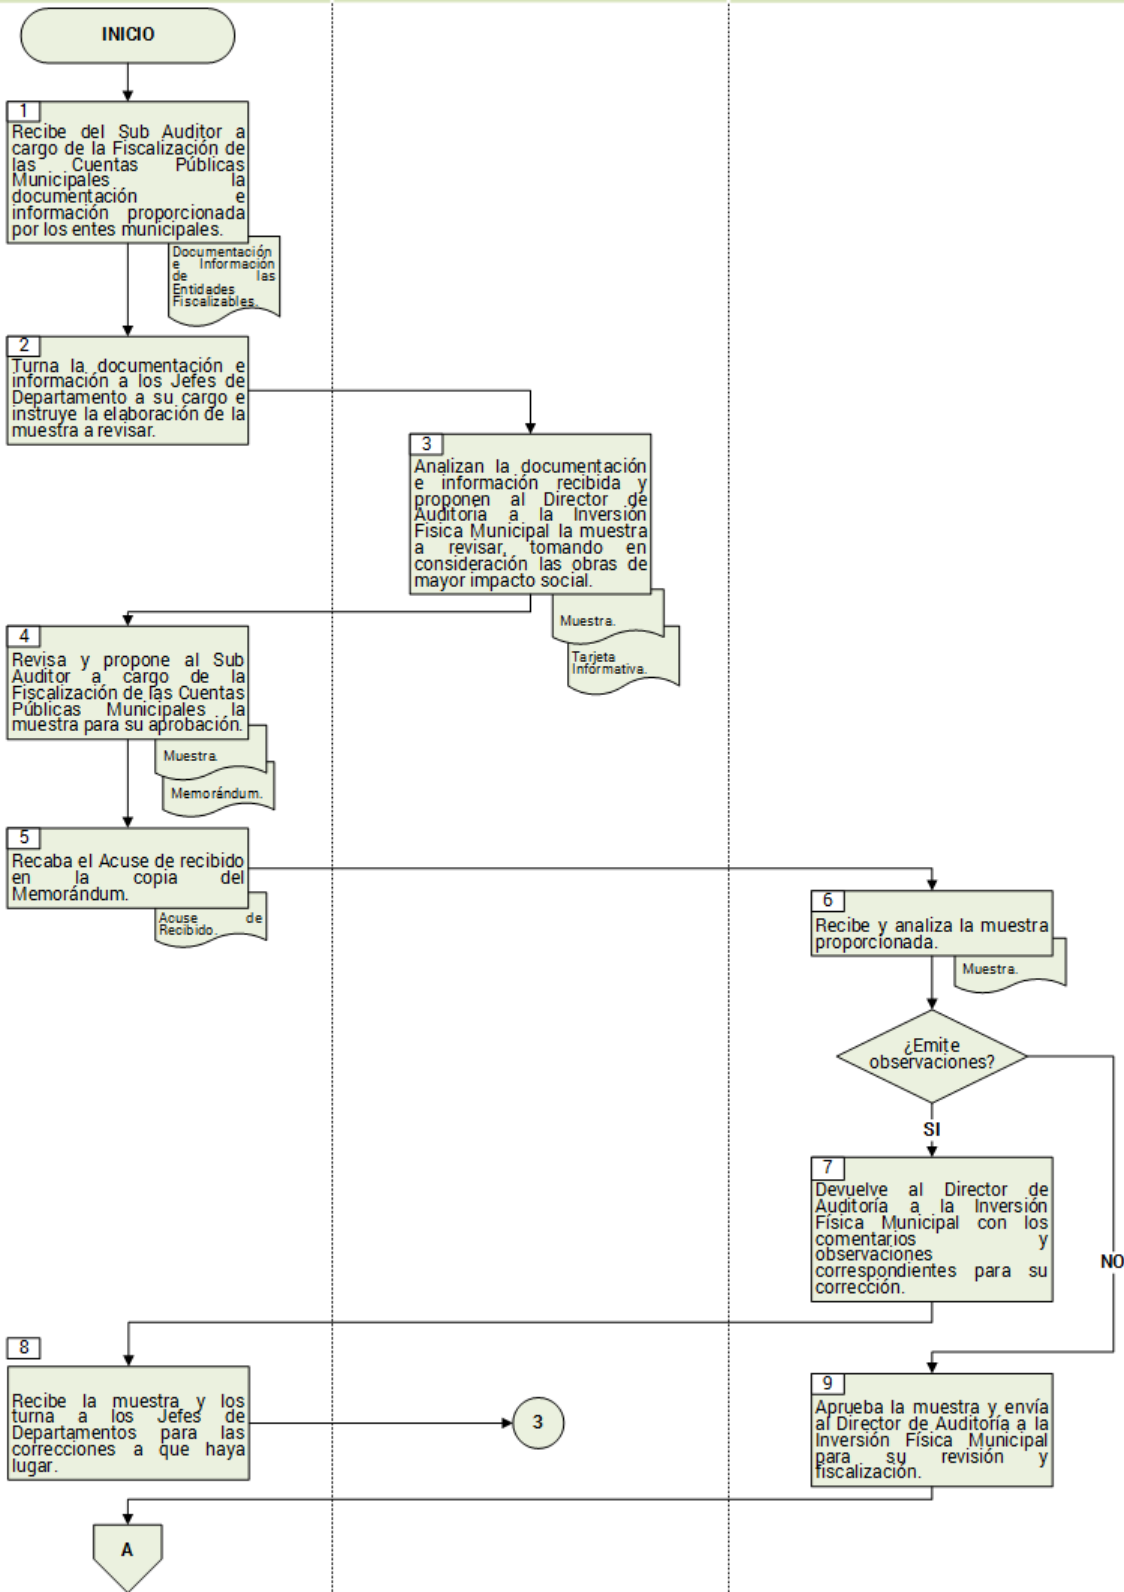 INICIO
1
Recibe del Sub Auditor a
cargo de la Fiscalización de
las Cuentas Públicas
Municipales la
documentación e
información proporcionada
por los entes municipales.
Documentación
e Información
de las
Entidades
Fiscalizables.
2
Turna la documentación e
información a los Jefes de
Departamento a su cargo e
instruye la elaboración de la
muestra a revisar.
3
Analizan la documentación
e información recibida y
proponen al Director de
Auditoria a la Inversión
Fisica Municipal la muestra
a revisar, tomando en
consideración las obras de
mayor impacto social.
Muestra.
Tarjeta
Informativa.
4
Revisa y propone al Sub
Auditor a cargo de la
Fiscalización de las Cuentas
Públicas Municipales la
muestra para su aprobación.
Muestra.
Memorándum.
5
Recaba el Acuse de recibido
en la copia del
Memorándum.
Acuse de
Recibido.
6
Recibe y analiza la muestra
proporcionada.
Muestra.
¿Emite
observaciones?
SI
NO
7
Devuelve al Director de
Auditoría a la Inversión
Física Municipal con los
comentarios y
observaciones
correspondientes para su
corrección.
8
Recibe la muestra y los
turna a los Jefes de
Departamentos para las
correcciones a que haya
lugar.
3
9
Aprueba la muestra y envía
al Director de Auditoría a la
Inversión Física Municipal
para su revisión y
fiscalización.
A